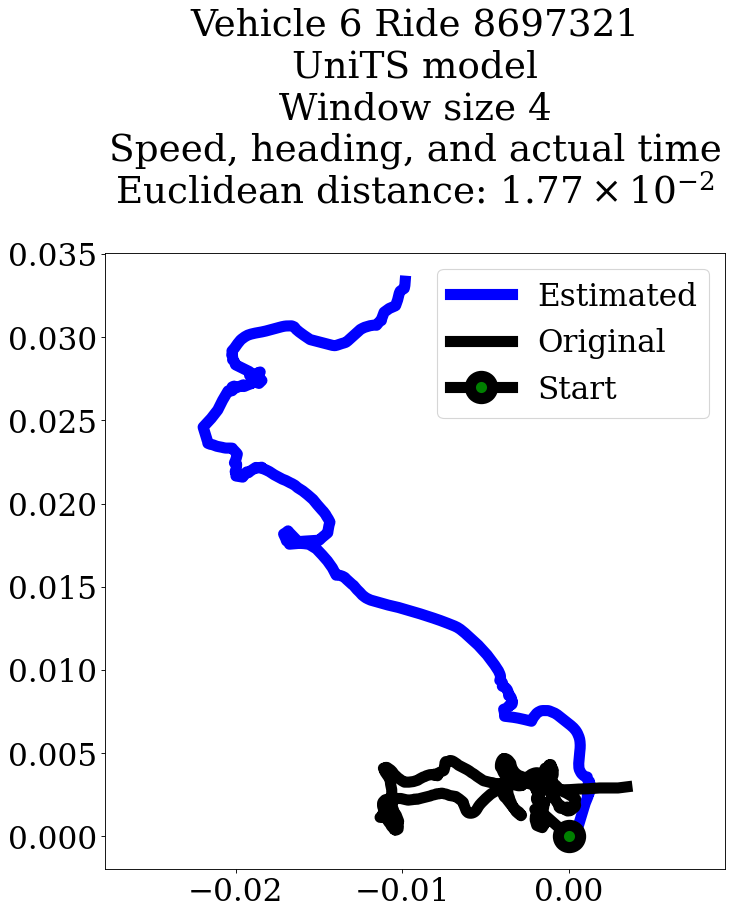 Vehicle 6 Ride 8697321
UniTS model
Window size 4
Speed, heading, and actual time
Euclidean distance: 1.77 × 10⁻²
0.035
Estimated
0.030
Original
Start
0.025
0.020
0.015
0.010
0.005
0.000
−0.02 −0.01 0.00